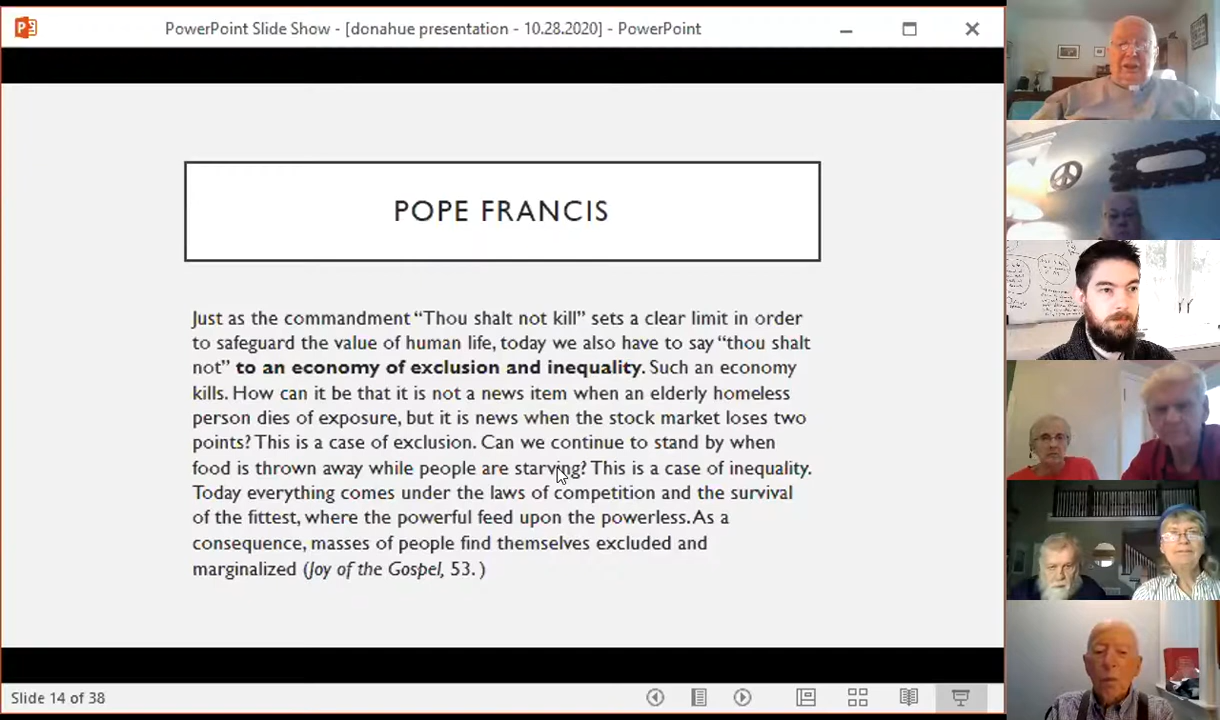 PowerPoint Slide Show - [donahue presentation - 10.28.2020] - PowerPoint
POPE FRANCIS
Just as the commandment “Thou shalt not kill” sets a clear limit in order
to safeguard the value of human life, today we also have to say “thou shalt
not” to an economy of exclusion and inequality. Such an economy
kills. How can it be that it is not a news item when an elderly homeless
person dies of exposure, but it is news when the stock market loses two
points? This is a case of exclusion. Can we continue to stand by when
food is thrown away while people are starving? This is a case of inequality.
Today everything comes under the laws of competition and the survival
of the fittest, where the powerful feed upon the powerless. As a
consequence, masses of people find themselves excluded and
marginalized (Joy of the Gospel, 53. )
Slide 14 of 38